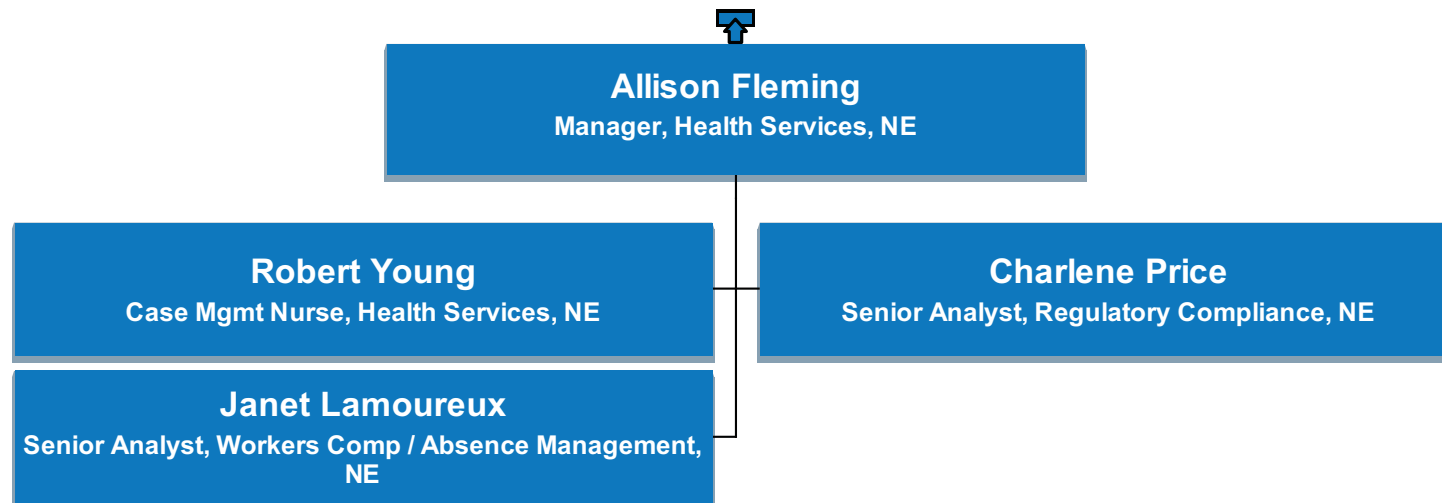 Allison Fleming
Manager, Health Services, NE
Robert Young
Case Mgmt Nurse, Health Services, NE
Charlene Price
Senior Analyst, Regulatory Compliance, NE
Janet Lamoureux
Senior Analyst, Workers Comp / Absence Management,
NE